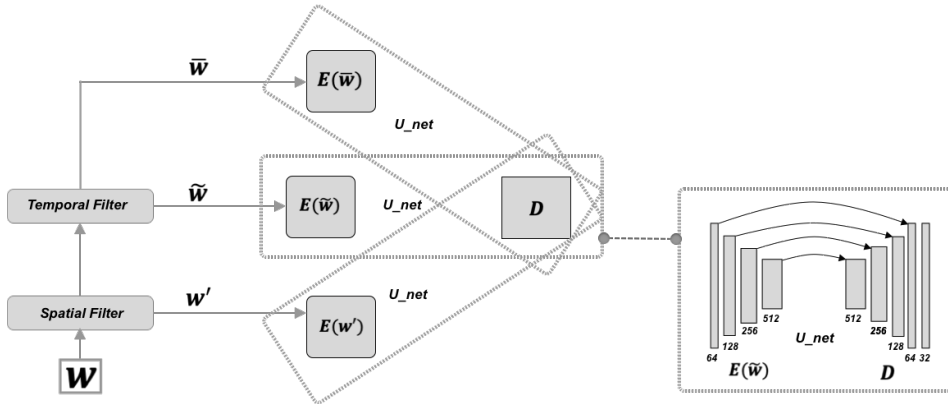 w̅
E(w̅)
U_net
Temporal Filter
w̃
E(w̃)
U_net
D
Spatial Filter
w′
E(w′)
U_net
W
64
128
256
512
512
256
128
64
32
U_net
E(w̃)
D